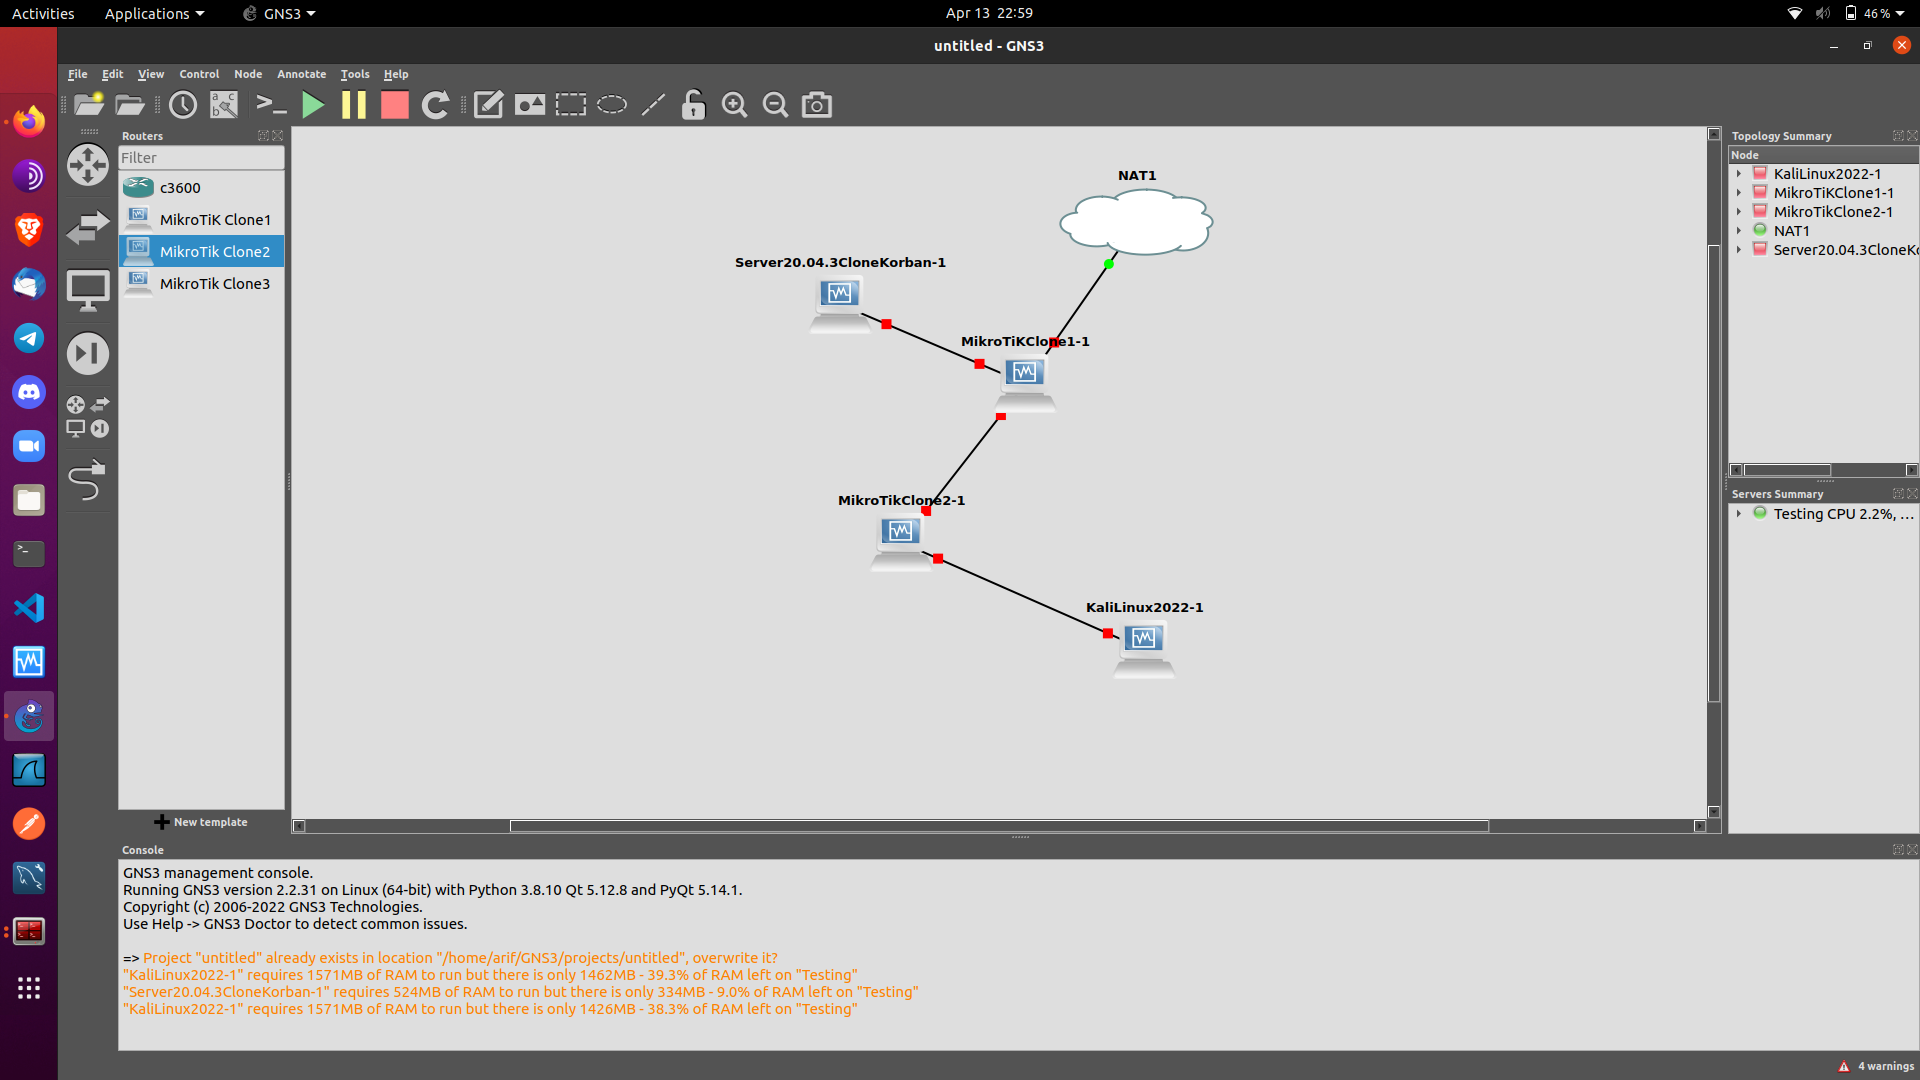 Activities
Applications
GNS3
Apr 13 22:59
46 %
untitled - GNS3
File Edit View Control Node Annotate Tools Help
Routers
Filter
c3600
MikroTiK Clone1
MikroTik Clone2
MikroTik Clone3
New template
NAT1
Server20.04.3CloneKorban-1
MikroTiKClone1-1
MikroTikClone2-1
KaliLinux2022-1
Topology Summary
Node
KaliLinux2022-1
MikroTiKClone1-1
MikroTikClone2-1
NAT1
Server20.04.3CloneKo
Servers Summary
Testing CPU 2.2%, ...
Console
GNS3 management console.
Running GNS3 version 2.2.31 on Linux (64-bit) with Python 3.8.10 Qt 5.12.8 and PyQt 5.14.1.
Copyright (c) 2006-2022 GNS3 Technologies.
Use Help -> GNS3 Doctor to detect common issues.
=> Project "untitled" already exists in location "/home/arif/GNS3/projects/untitled", overwrite it?
"KaliLinux2022-1" requires 1571MB of RAM to run but there is only 1462MB - 39.3% of RAM left on "Testing"
"Server20.04.3CloneKorban-1" requires 524MB of RAM to run but there is only 334MB - 9.0% of RAM left on "Testing"
"KaliLinux2022-1" requires 1571MB of RAM to run but there is only 1426MB - 38.3% of RAM left on "Testing"
4 warnings